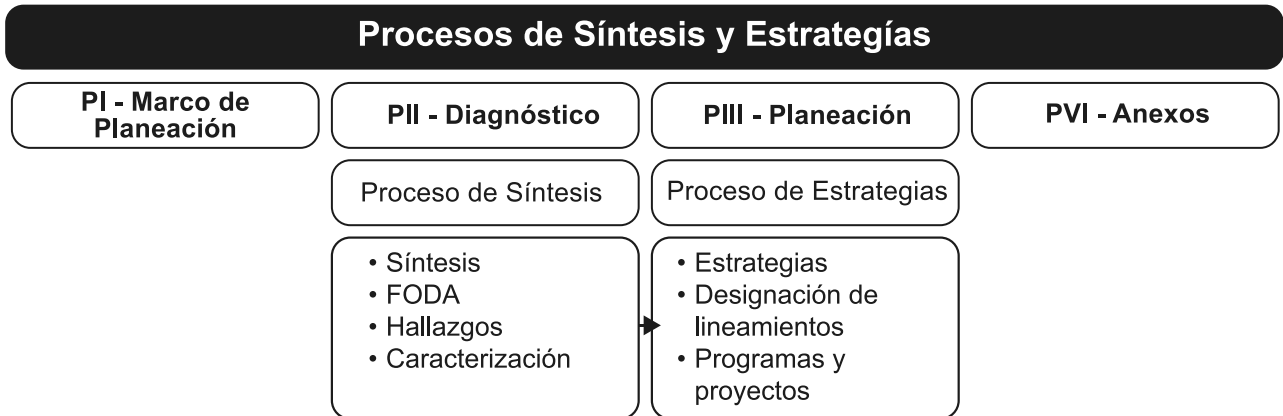 Procesos de Síntesis y Estrategías
PI - Marco de
Planeación
PII - Diagnóstico
PIII - Planeación
PVI - Anexos
Proceso de Síntesis
Proceso de Estrategias
• Síntesis
• FODA
• Hallazgos
• Caracterización
• Estrategias
• Designación de
lineamientos
• Programas y
proyectos